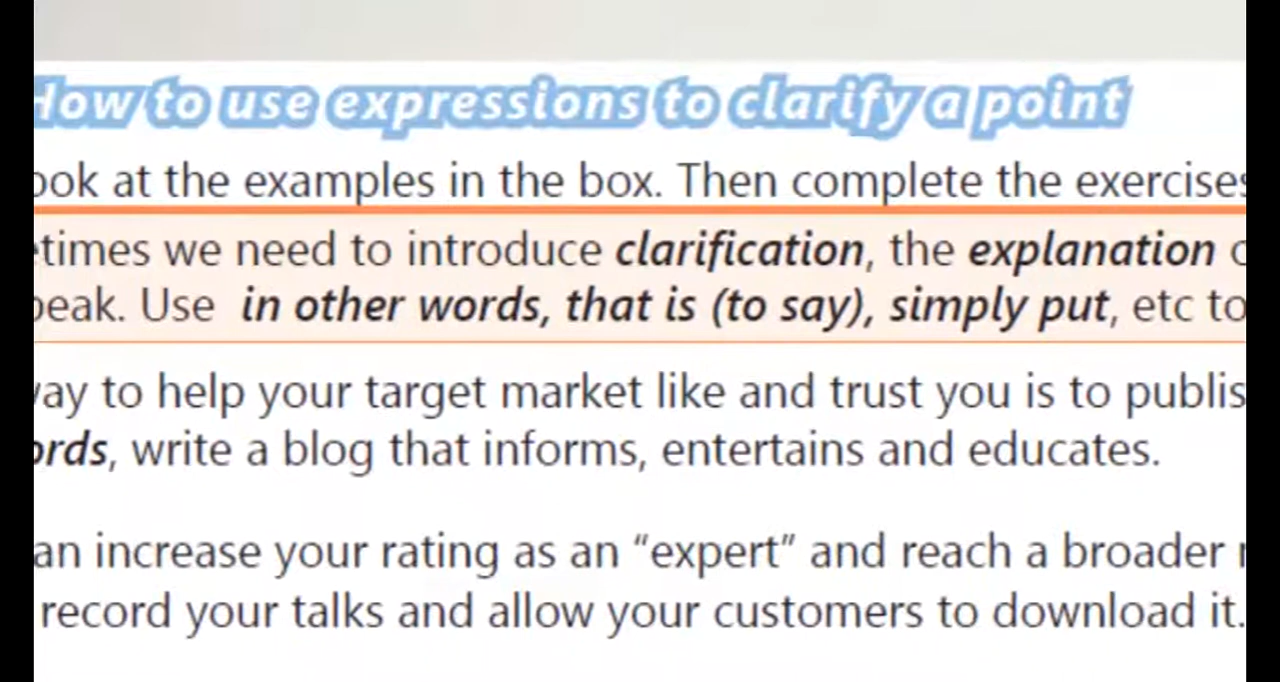 How to use expressions to clarify a point
ook at the examples in the box. Then complete the exercises
etimes we need to introduce clarification, the explanation
peak. Use in other words, that is (to say), simply put, etc to
way to help your target market like and trust you is to publis
ords, write a blog that informs, entertains and educates.
an increase your rating as an “expert” and reach a broader
record your talks and allow your customers to download it.